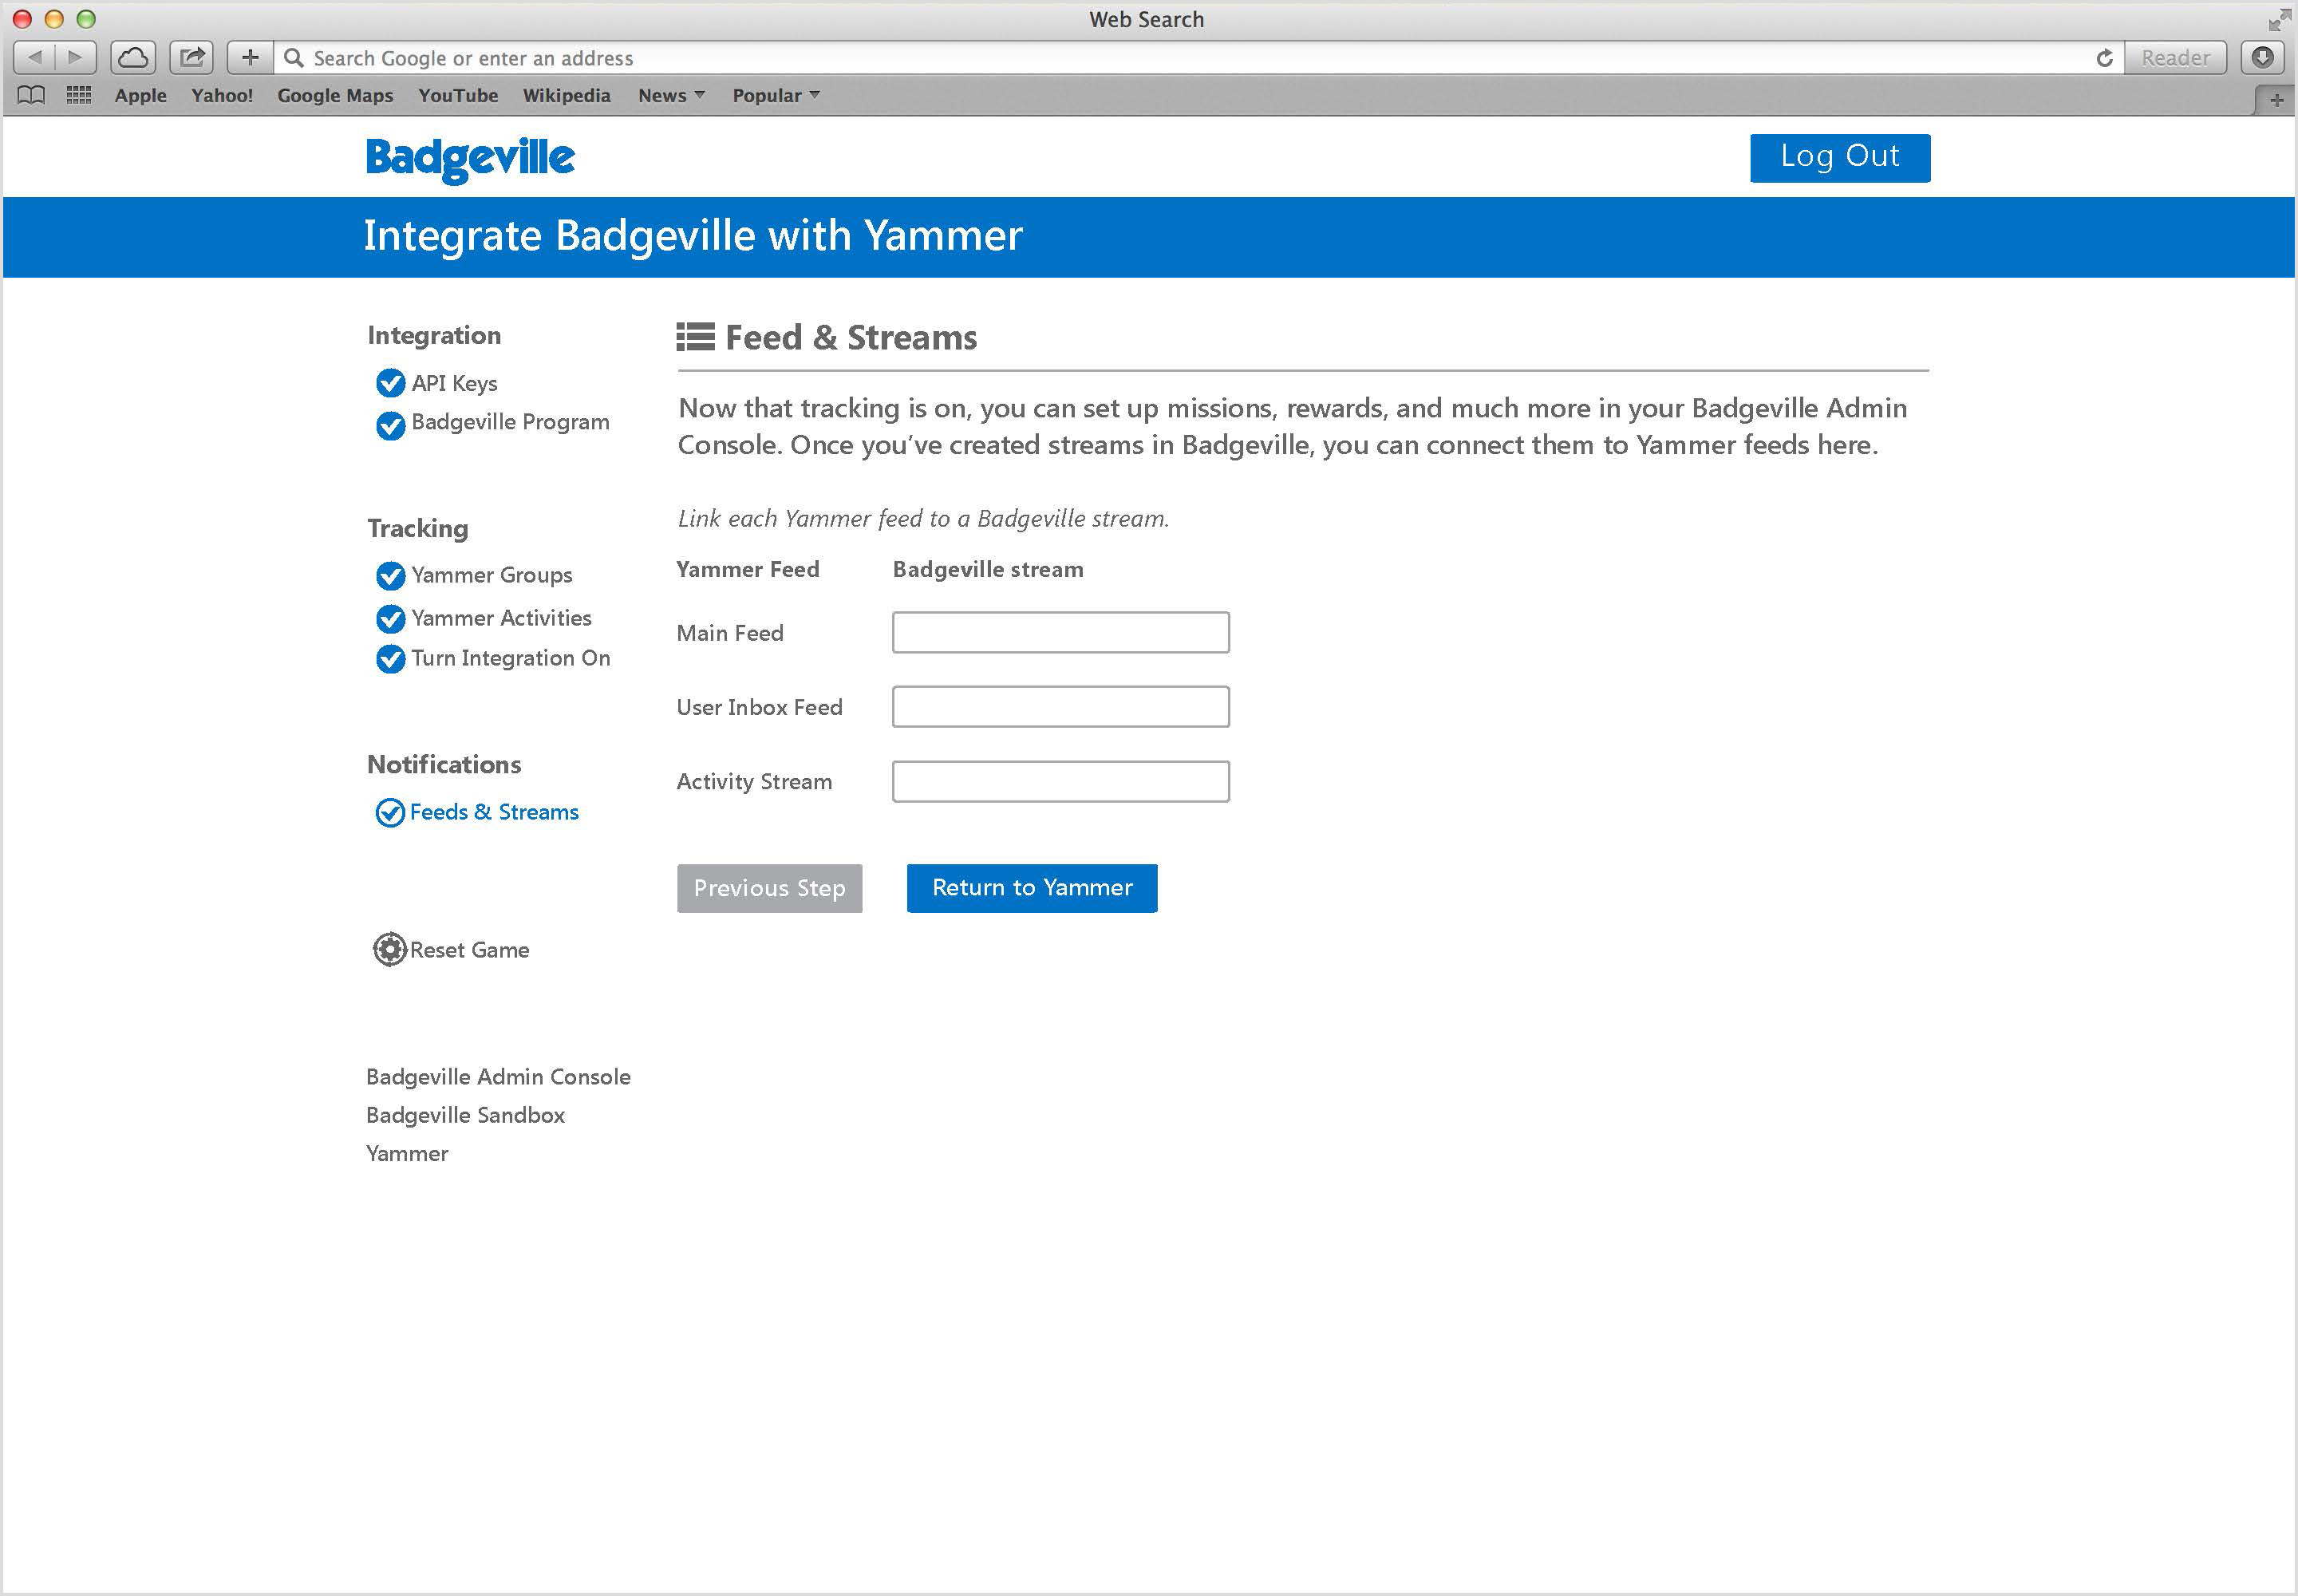 Web Search
Search Google or enter an address
Reader
Apple Yahoo! Google Maps YouTube Wikipedia News Popular
Badgeville
Log Out
Integrate Badgeville with Yammer
Integration
API Keys
Badgeville Program
Tracking
Yammer Groups
Yammer Activities
Turn Integration On
Notifications
Feeds & Streams
Reset Game
Badgeville Admin Console
Badgeville Sandbox
Yammer
Feed & Streams
Now that tracking is on, you can set up missions, rewards, and much more in your Badgeville Admin
Console. Once you’ve created streams in Badgeville, you can connect them to Yammer feeds here.
Link each Yammer feed to a Badgeville stream.
Yammer Feed Badgeville stream
Main Feed
User Inbox Feed
Activity Stream
Previous Step Return to Yammer